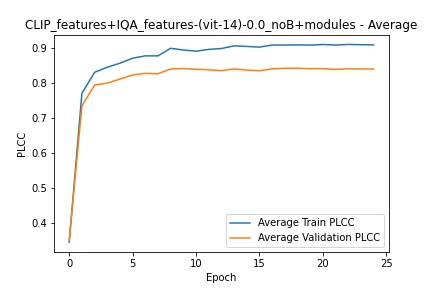 CLIP_features+IQA_features-(vit-14)-0.0_noB+modules - Average
0.9
0.8
0.7
0.6
0.5
0.4
PLCC
Average Train PLCC
Average Validation PLCC
0 5 10 15 20 25
Epoch